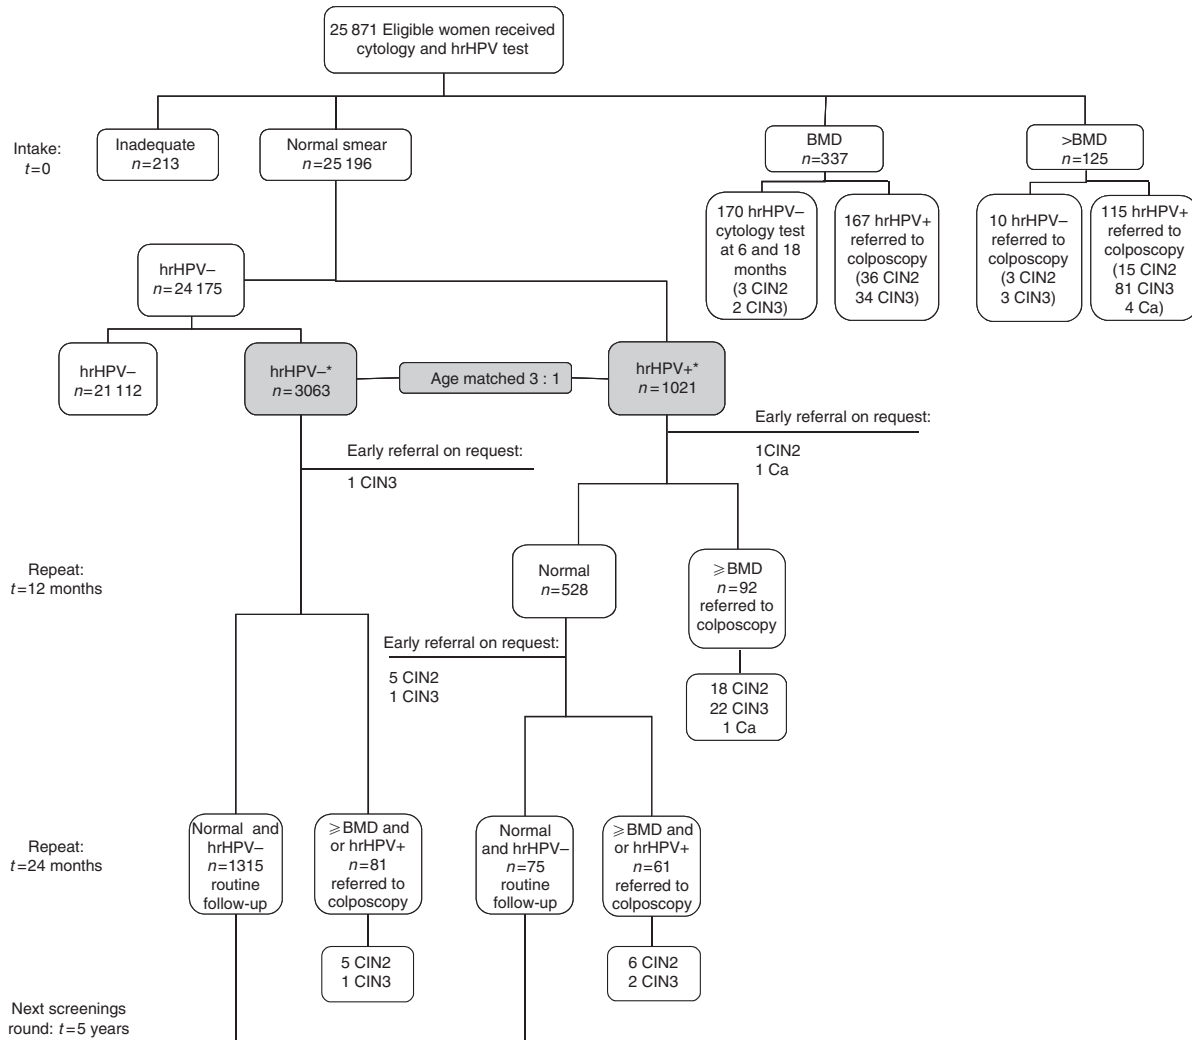 25 871 Eligible women received
cytology and hrHPV test
Intake:
t=0
Inadequate
n=213
Normal smear
n=25 196
BMD
n=337
>BMD
n=125
170 hrHPV–
cytology test
at 6 and 18
months
(3 CIN2
2 CIN3)
167 hrHPV+
referred to
colposcopy
(36 CIN2
34 CIN3)
10 hrHPV–
referred to
colposcopy
(3 CIN2
3 CIN3)
115 hrHPV+
referred to
colposcopy
(15 CIN2
81 CIN3
4 Ca)
hrHPV–
n=24 175
hrHPV–
n=21 112
hrHPV–*
n=3063
Age matched 3 : 1
hrHPV+*
n=1021
Early referral on request:
1 CIN3
Early referral on request:
1CIN2
1 Ca
Repeat:
t=12 months
Normal
n=528
⩾BMD
n=92
referred to
colposcopy
Early referral on request:
5 CIN2
1 CIN3
18 CIN2
22 CIN3
1 Ca
Repeat:
t=24 months
Normal and
hrHPV–
n=1315
routine
follow-up
⩾BMD and
or hrHPV+
n=81
referred to
colposcopy
Normal
and hrHPV–
n=75
routine
follow-up
⩾BMD and
or hrHPV+
n=61
referred to
colposcopy
5 CIN2
1 CIN3
6 CIN2
2 CIN3
Next screenings
round: t=5 years